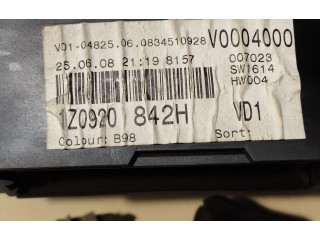 VD1-04825.06.0834510928
V0004000
25.06.08 21:19 8157
007023
SW1614
HW004
1Z0920 842H VD1
Colour: B98 Sort: